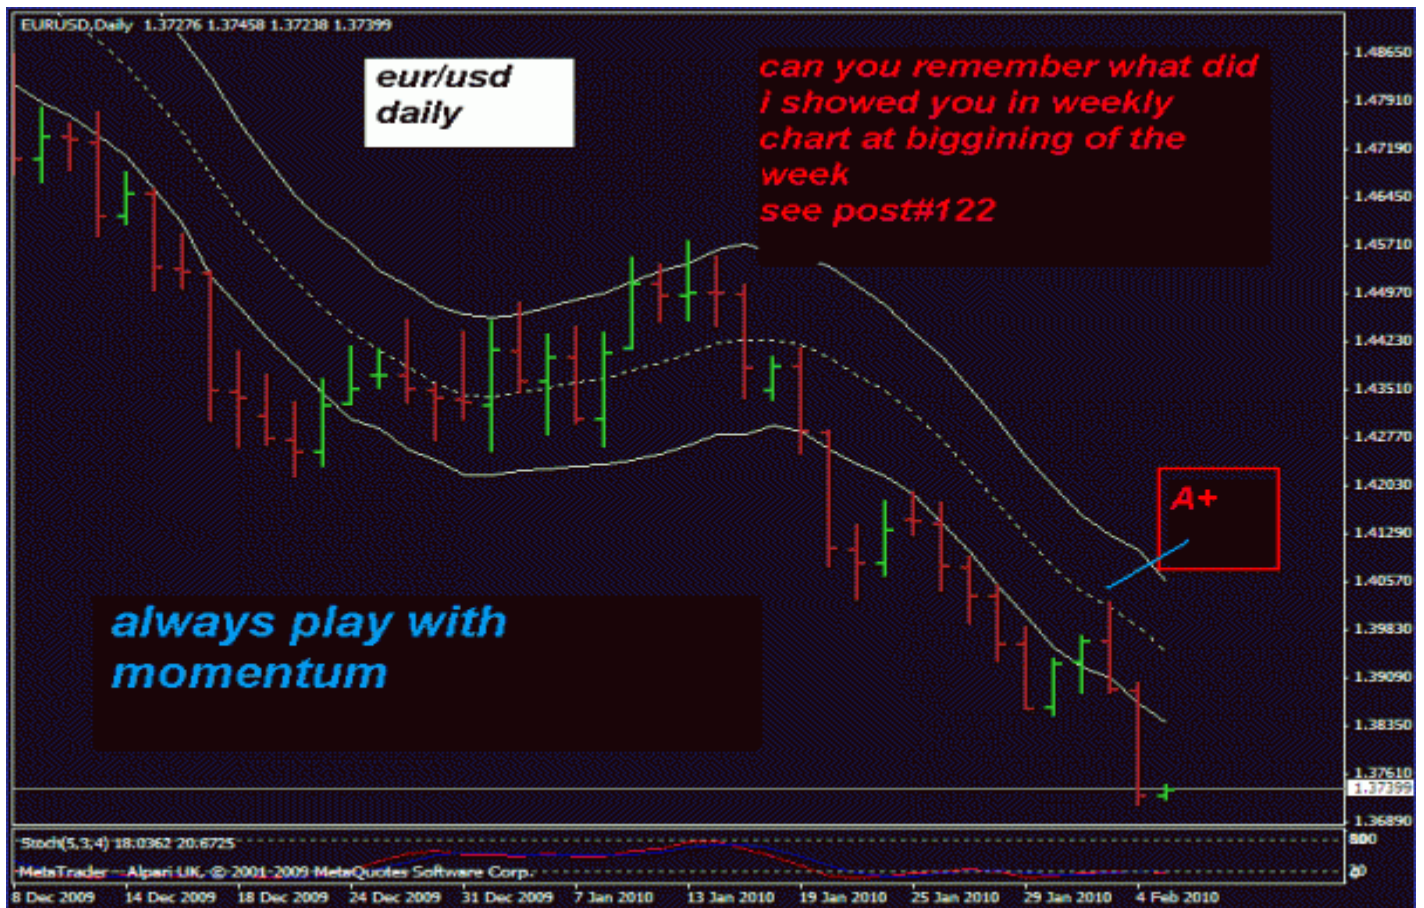 EURUSD,Daily 1.37276 1.37458 1.37238 1.37399
eur/usd
daily
can you remember what did
i showed you in weekly
chart at biggining of the
week
see post#122
1.48650
1.47910
1.47190
1.46450
1.45710
1.44970
1.44230
1.43510
1.42770
1.42030
A+
1.41290
1.40570
always play with
momentum
1.39830
1.39090
1.38350
1.37610
1.37399
1.36890
Stoch(5,3,4) 18.0362 20.6725
MetaTrader - Alpari UK, © 2001-2009 MetaQuotes Software Corp.
8 Dec 2009 14 Dec 2009 18 Dec 2009 24 Dec 2009 31 Dec 2009 7 Jan 2010 13 Jan 2010 19 Jan 2010 25 Jan 2010 29 Jan 2010 4 Feb 2010